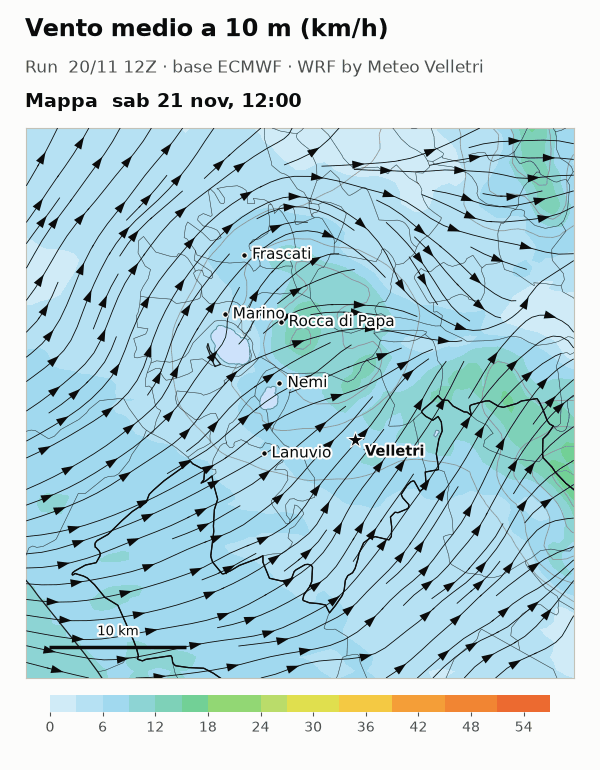 Vento medio a 10 m (km/h)
Run  20/11 12Z · base ECMWF · WRF by Meteo Velletri
Mappa  sab 21 nov, 12:00
Frascati
Marino
Rocca di Papa
Nemi
Velletri
Lanuvio
10 km
0 6 12 18 24 30 36 42 48 54